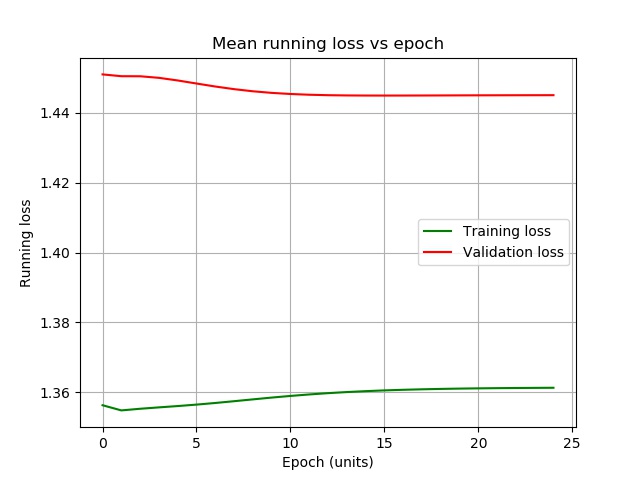 Mean running loss vs epoch
Running loss
1.44
1.42
1.40
1.38
1.36
Training loss
Validation loss
0 5 10 15 20 25
Epoch (units)